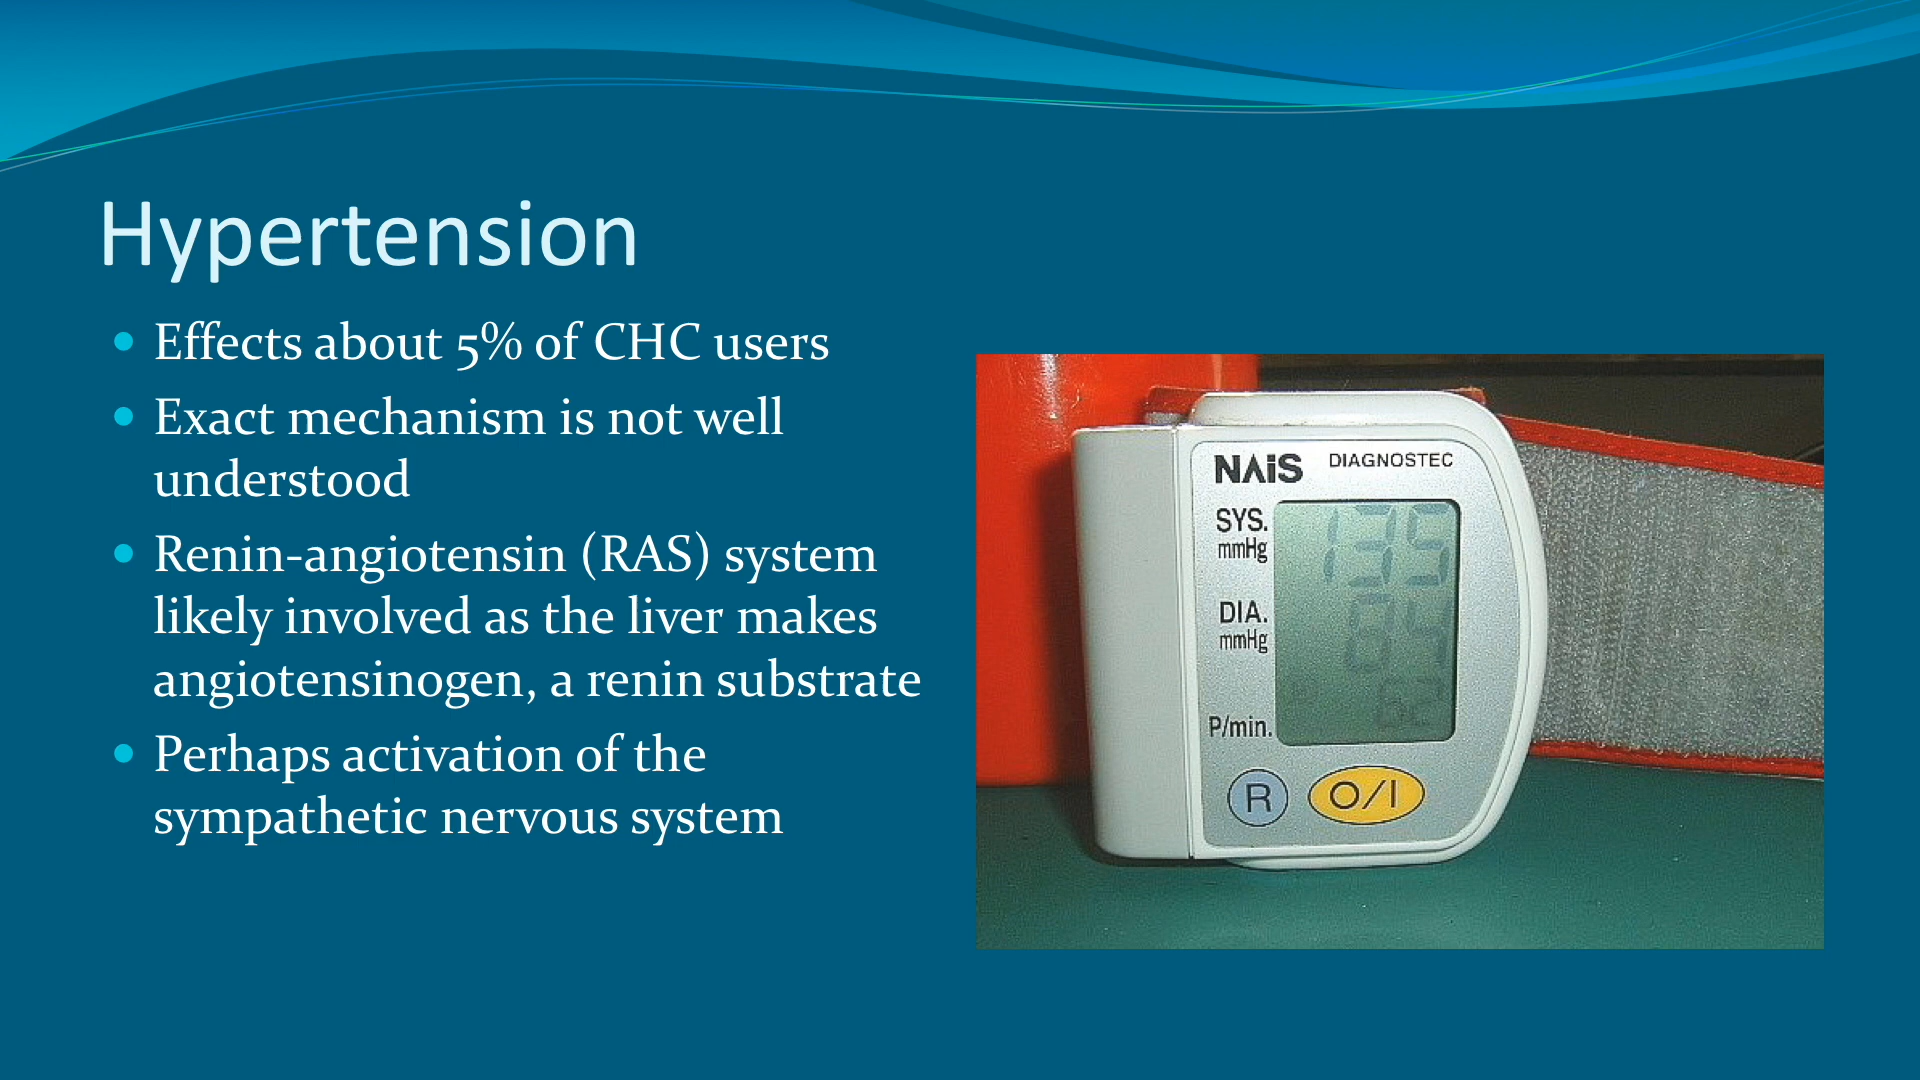 Hypertension
Effects about 5% of CHC users
Exact mechanism is not well
understood
Renin-angiotensin (RAS) system
likely involved as the liver makes
angiotensinogen, a renin substrate
Perhaps activation of the
sympathetic nervous system
NAiS DIAGNOSTEC
SYS.
mmHg
135
DIA.
mmHg
85
P/min.
R O/I